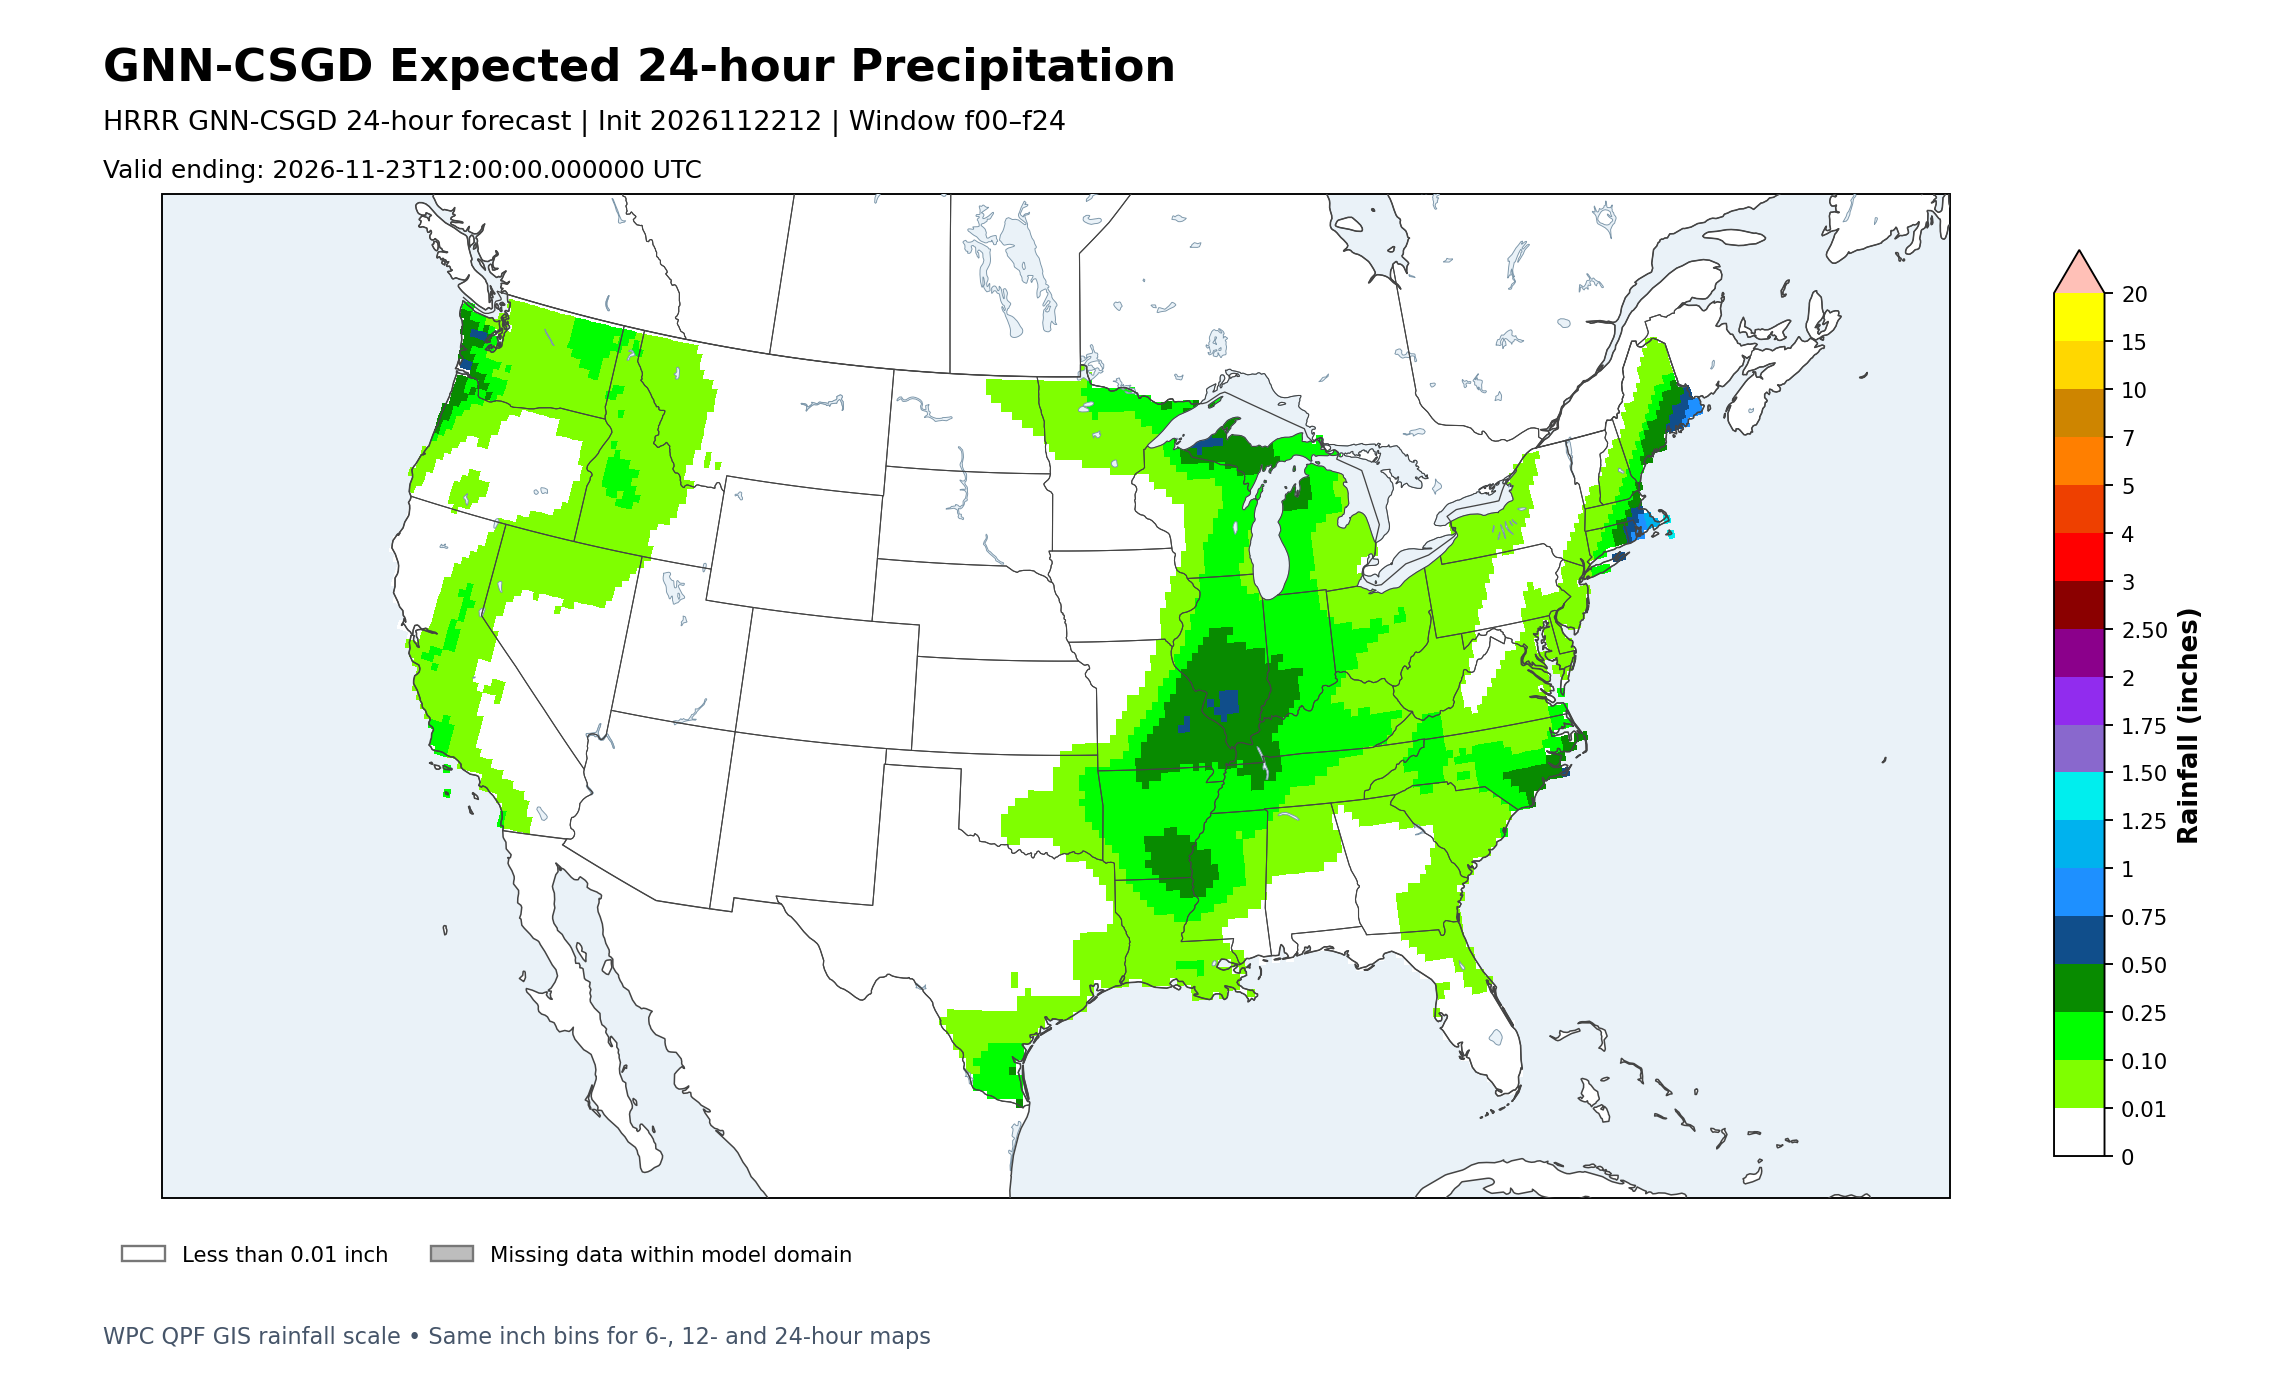 GNN-CSGD Expected 24-hour Precipitation
HRRR GNN-CSGD 24-hour forecast | Init 2026112212 | Window f00–f24
Valid ending: 2026-11-23T12:00:00.000000 UTC
20
15
10
7
5
4
3
2.50
2
1.75
1.50
1.25
1
0.75
0.50
0.25
0.10
0.01
0
Rainfall (inches)
Less than 0.01 inch
Missing data within model domain
WPC QPF GIS rainfall scale • Same inch bins for 6-, 12- and 24-hour maps